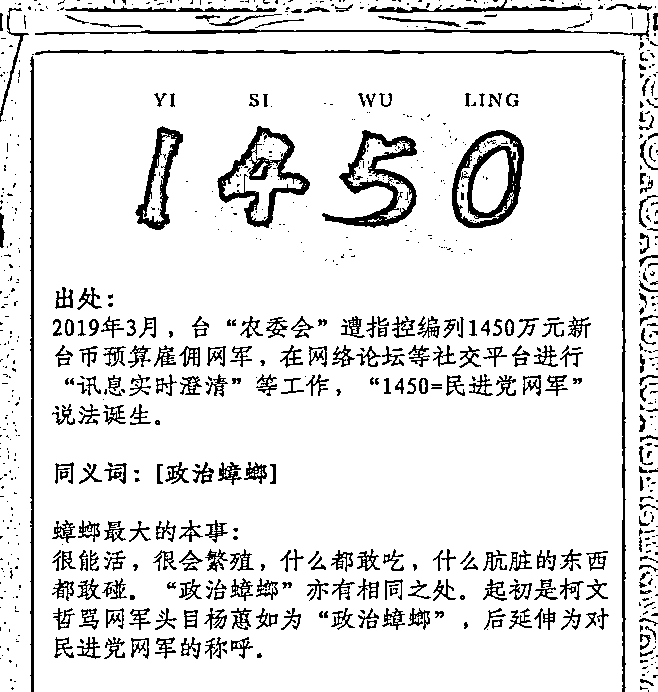 YI SI WU LING
1450
出处：
2019年3月，台“农委会”遭指控编列1450万元新
台币预算雇佣网军，在网络论坛等社交平台进行
“讯息实时澄清”等工作，“1450=民进党网军”
说法诞生。
同义词：[政治蟑螂]
蟑螂最大的本事：
很能活，很会繁殖，什么都敢吃，什么肮脏的东西
都敢碰。“政治蟑螂”亦有相同之处。起初是柯文
哲骂网军头目杨蕙如为“政治蟑螂”，后延伸为对
民进党网军的称呼。